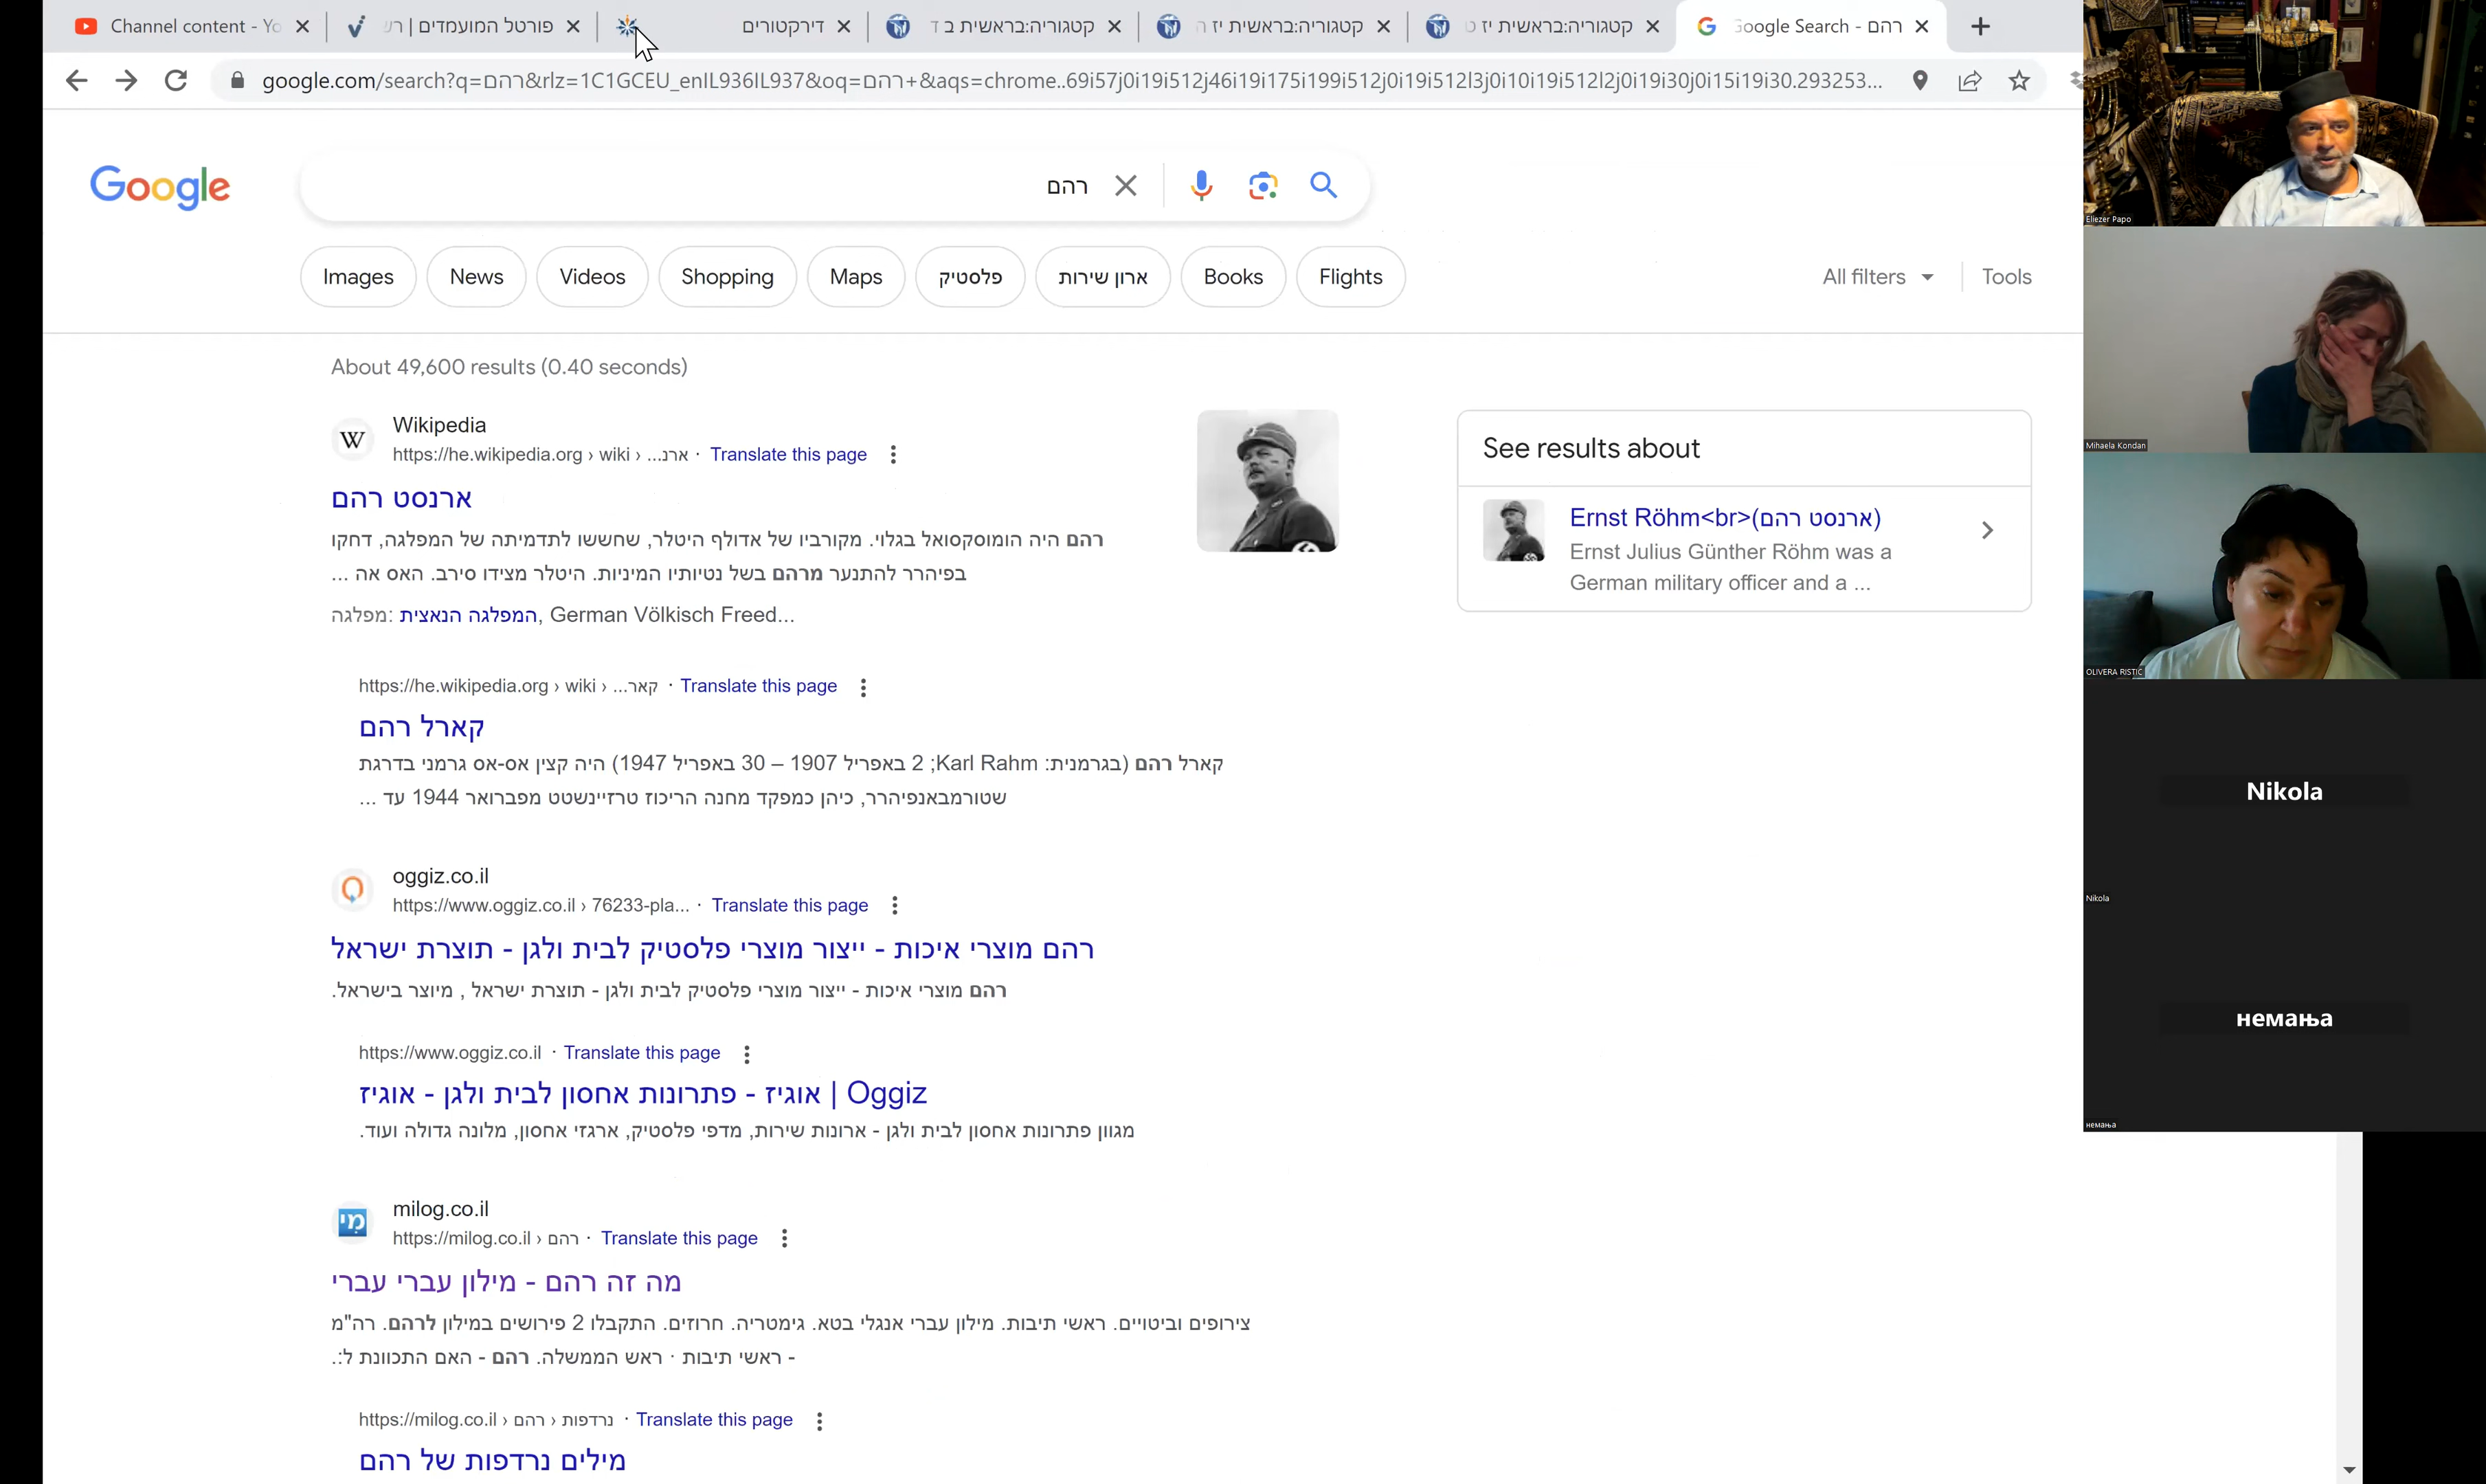 Channel content - Yo
פורטל המועמדים | רש
דירקטורים
קטגוריה:בראשית ב ד
קטגוריה:בראשית יז ה
קטגוריה:בראשית יז ט
רהם - Google Search
google.com/search?q=רהם&rlz=1C1GCEU_enIL936IL937&oq=רהם+&aqs=chrome..69i57j0i19i512j46i19i175i199i512j0i19i512l3j0i10i19i512l2j0i19i30j0i15i19i30.293253...
Google
רהם
Images
News
Videos
Shopping
Maps
פלסטיק
ארון שירות
Books
Flights
All filters
Tools
About 49,600 results (0.40 seconds)
Wikipedia
https://he.wikipedia.org › wiki › ...ארנ · Translate this page
ארנסט רהם
רהם היה הומוסקסואל בגלוי. מקורביו של אדולף היטלר, שחששו לתדמיתה של המפלגה, דחקו
בפיהרר להתנער מרהם בשל נטיותיו המיניות. היטלר מצידו סירב. האס אה ...
מפלגה: המפלגה הנאצית, German Völkisch Freed...
https://he.wikipedia.org › wiki › ...קאר · Translate this page
קארל רהם
קארל רהם (בגרמנית: Karl Rahm; 2 באפריל 1907 – 30 באפריל 1947) היה קצין אס-אס גרמני בדרגת
שטורמבאנפיהרר, כיהן כמפקד מחנה הריכוז טרזיינשטט מפברואר 1944 עד ...
oggiz.co.il
https://www.oggiz.co.il › 76233-pla... · Translate this page
רהם מוצרי איכות - ייצור מוצרי פלסטיק לבית ולגן - תוצרת ישראל
רהם מוצרי איכות - ייצור מוצרי פלסטיק לבית ולגן - תוצרת ישראל , מיוצר בישראל.
https://www.oggiz.co.il · Translate this page
אוגיז - פתרונות אחסון לבית ולגן - אוגיז | Oggiz
מגוון פתרונות אחסון לבית ולגן - ארונות שירות, מדפי פלסטיק, ארגזי אחסון, מלונה גדולה ועוד.
מי
milog.co.il
https://milog.co.il › רהם · Translate this page
מה זה רהם - מילון עברי עברי
צירופים וביטויים. ראשי תיבות. מילון עברי אנגלי בטא. גימטריה. חרוזים. התקבלו 2 פירושים במילון לרהם. רה"מ
- ראשי תיבות · ראש הממשלה. רהם - האם התכוונת ל:.
https://milog.co.il › רהם › נרדפות · Translate this page
מילים נרדפות של רהם
See results about
Ernst Röhm<br>(ארנסט רהם)
Ernst Julius Günther Röhm was a
German military officer and a ...
Eliezer Papo
Mihaela Kondan
OLIVERA RISTIĆ
Nikola
Nikola
немања
немања